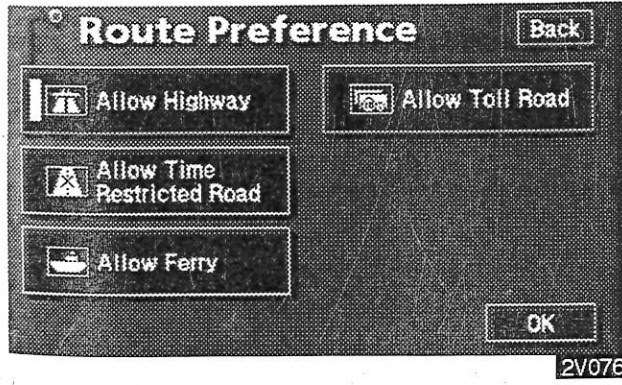 Route Preference
Back
Allow Highway
Allow Toll Road
Allow Time
Restricted Road
Allow Ferry
OK
2V076